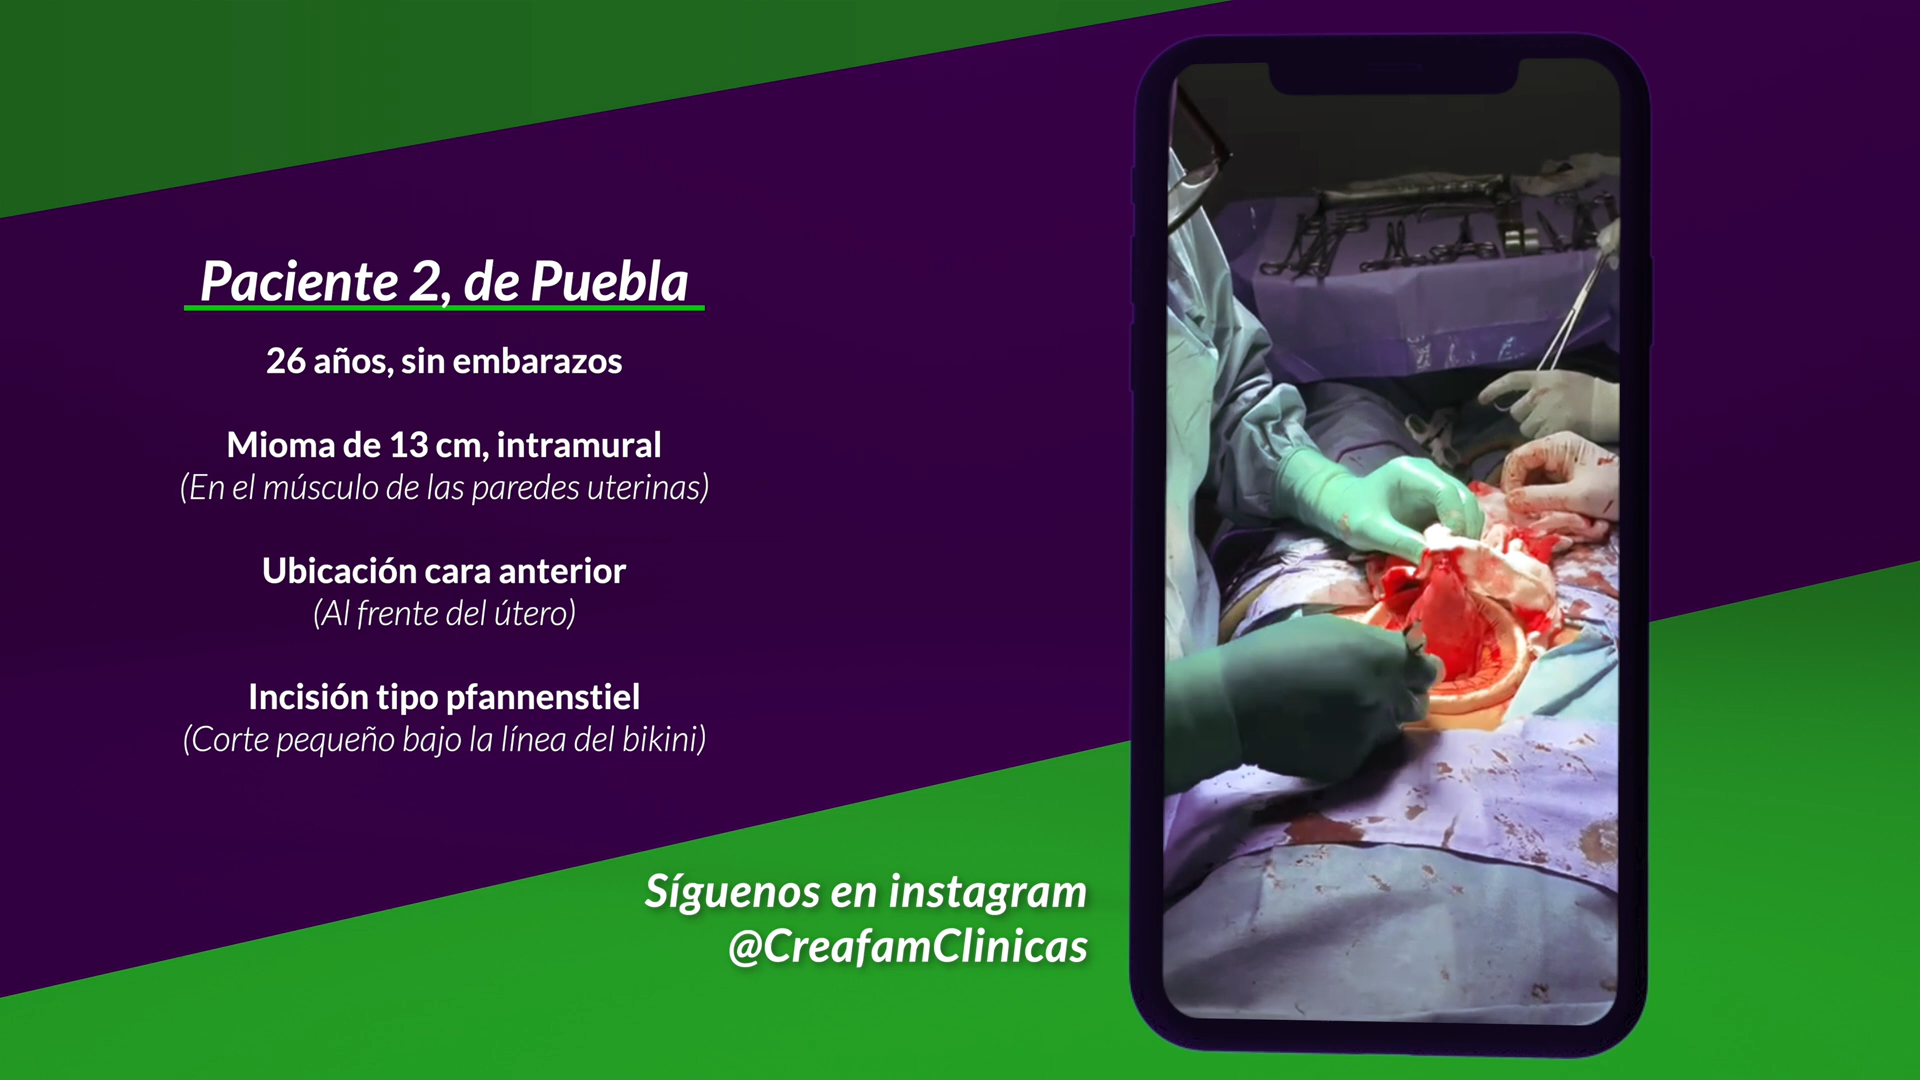 Paciente 2, de Puebla
26 años, sin embarazos
Mioma de 13 cm, intramural
(En el músculo de las paredes uterinas)
Ubicación cara anterior
(Al frente del útero)
Incisión tipo pfannenstiel
(Corte pequeño bajo la línea del bikini)
Síguenos en instagram
@CreafamClinicas